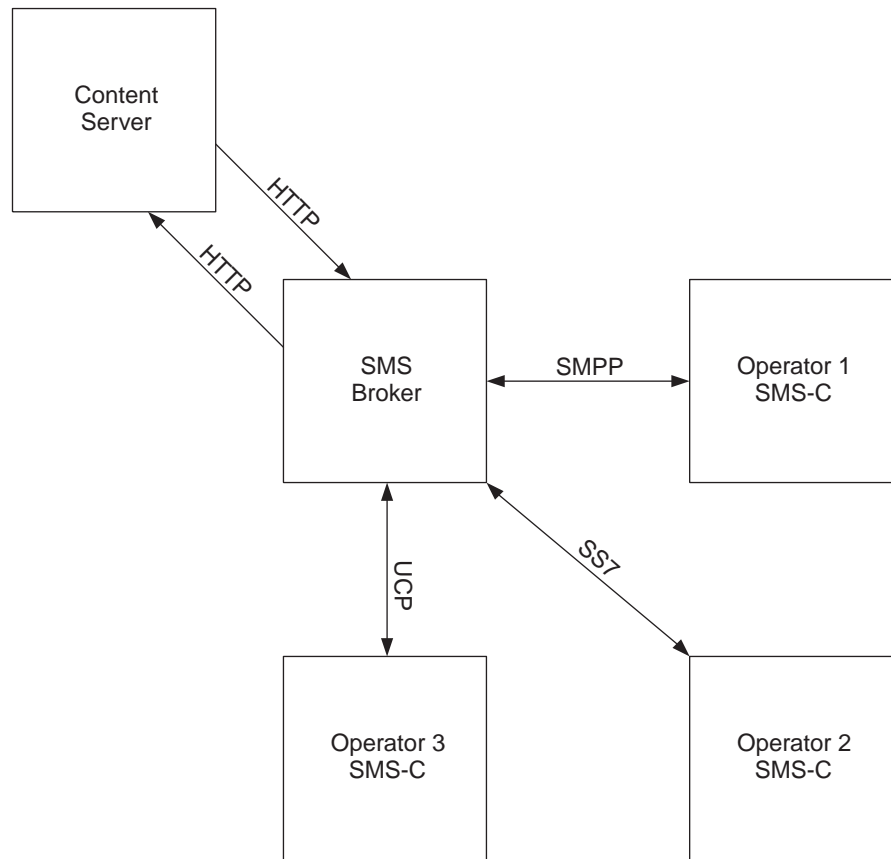 Content
Server
HTTP
HTTP
SMS
Broker
SMPP
Operator 1
SMS-C
SS7
UCP
Operator 3
SMS-C
Operator 2
SMS-C